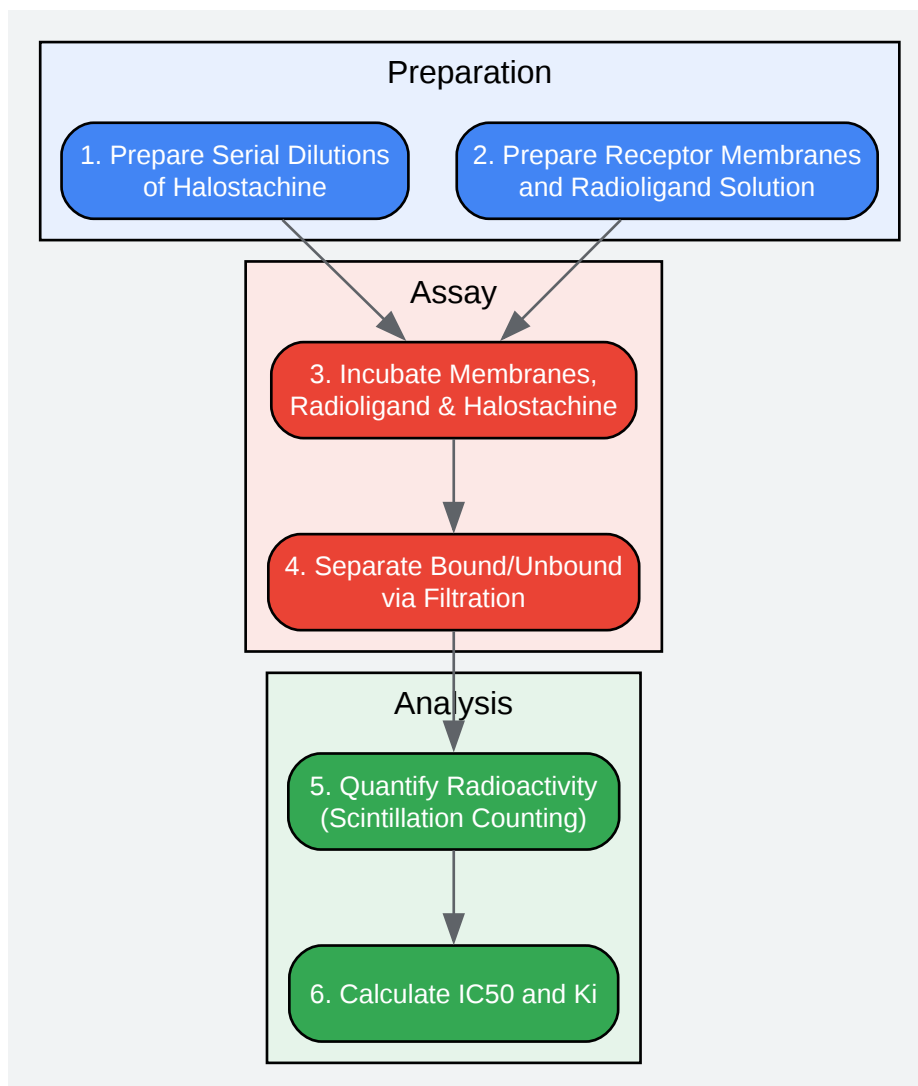 Preparation
1. Prepare Serial Dilutions
of Halostachine
2. Prepare Receptor Membranes
and Radioligand Solution
Assay
3. Incubate Membranes,
Radioligand & Halostachine
4. Separate Bound/Unbound
via Filtration
Analysis
5. Quantify Radioactivity
(Scintillation Counting)
6. Calculate IC50 and Ki